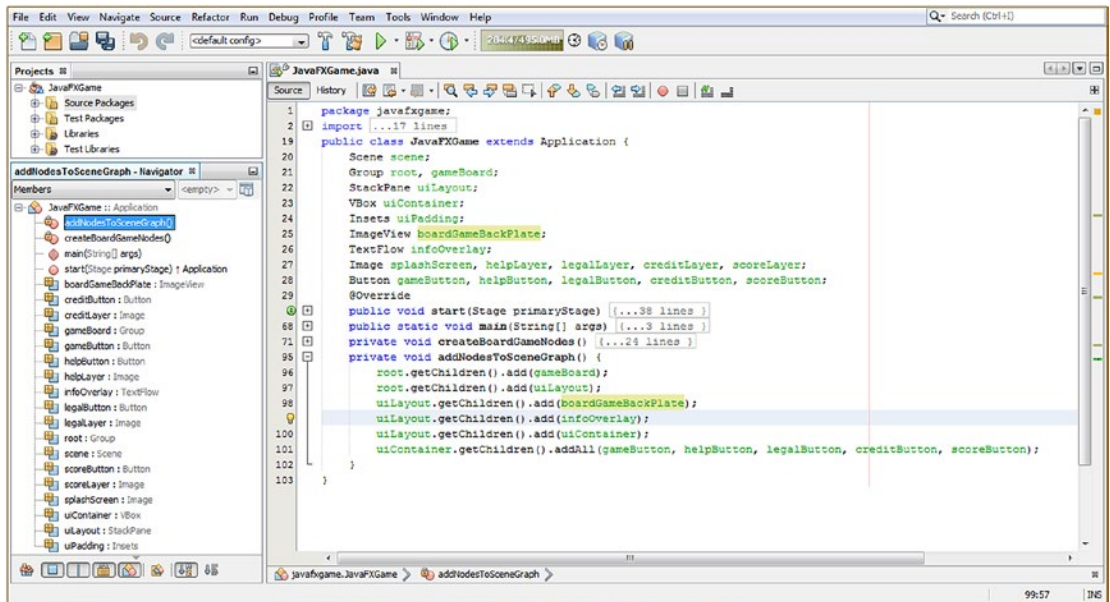 File Edit View Navigate Source Refactor Run Debug Profile Team Tools Window Help
Search (Ctrl+I)
<default config>
Projects
JavaFXGame
Source Packages
Test Packages
Libraries
Test Libraries
addNodesToSceneGraph - Navigator
Members
<empty>
JavaFXGame :: Application
addNodesToSceneGraph()
createBoardGameNodes()
main(String[] args)
start(Stage primaryStage) ↑ Application
boardGameBackPlate : ImageView
creditButton : Button
creditLayer : Image
gameBoard : Group
gameButton : Button
helpButton : Button
helpLayer : Image
infoOverlay : TextFlow
legalButton : Button
legalLayer : Image
root : Group
scene : Scene
scoreButton : Button
scoreLayer : Image
splashScreen : Image
uiContainer : VBox
uiLayout : StackPane
uiPadding : Insets
JavaFXGame.java
Source History
1 package javafxgame;
2 import ...17 lines
19 public class JavaFXGame extends Application {
20 Scene scene;
21 Group root, gameBoard;
22 StackPane uiLayout;
23 VBox uiContainer;
24 Insets uiPadding;
25 ImageView boardGameBackPlate;
26 TextFlow infoOverlay;
27 Image splashScreen, helpLayer, legalLayer, creditLayer, scoreLayer;
28 Button gameButton, helpButton, legalButton, creditButton, scoreButton;
29 @Override
public void start(Stage primaryStage) {...38 lines }
68 public static void main(String[] args) {...3 lines }
71 private void createBoardGameNodes() {...24 lines }
95 private void addNodesToSceneGraph() {
96 root.getChildren().add(gameBoard);
97 root.getChildren().add(uiLayout);
98 uiLayout.getChildren().add(boardGameBackPlate);
uiLayout.getChildren().add(infoOverlay);
100 uiLayout.getChildren().add(uiContainer);
101 uiContainer.getChildren().addAll(gameButton, helpButton, legalButton, creditButton, scoreButton);
102 }
103 }
javafxgame.JavaFXGame
addNodesToSceneGraph
99:57
INS